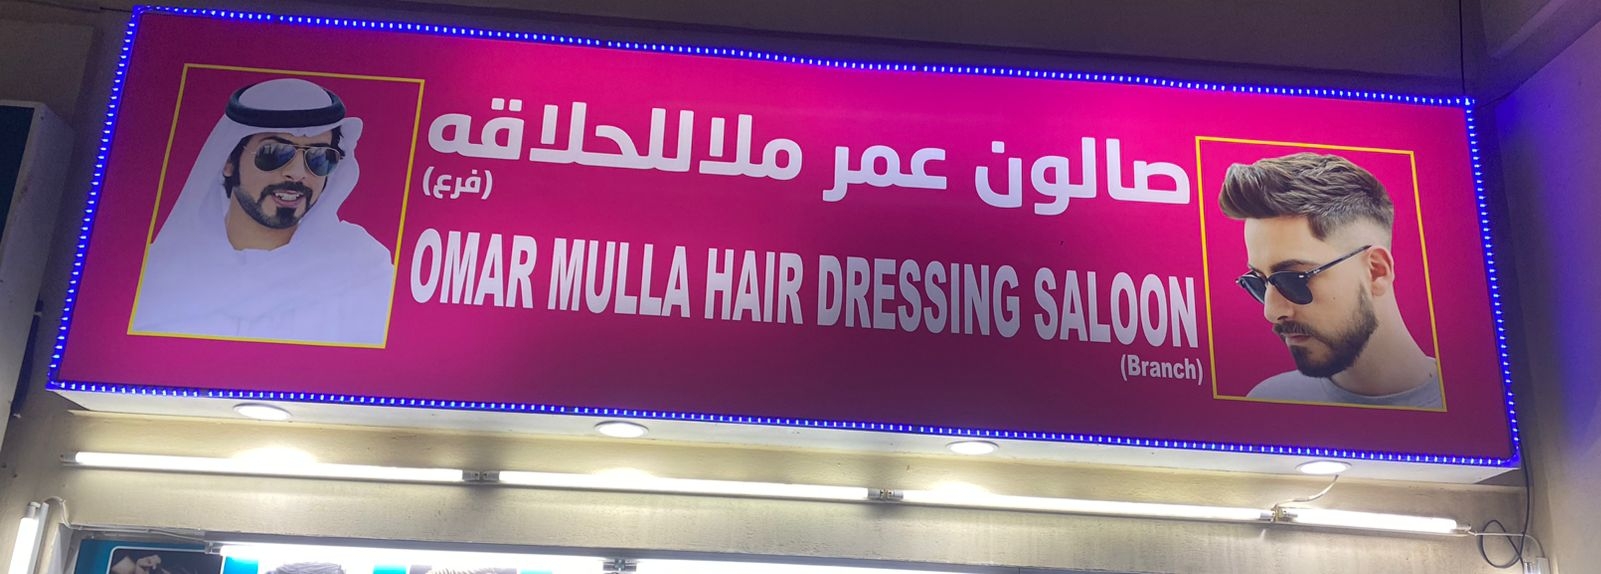 صالون عمر ملاللحلاقه
(فرع)
OMAR MULLA HAIR DRESSING SALOON
(Branch)